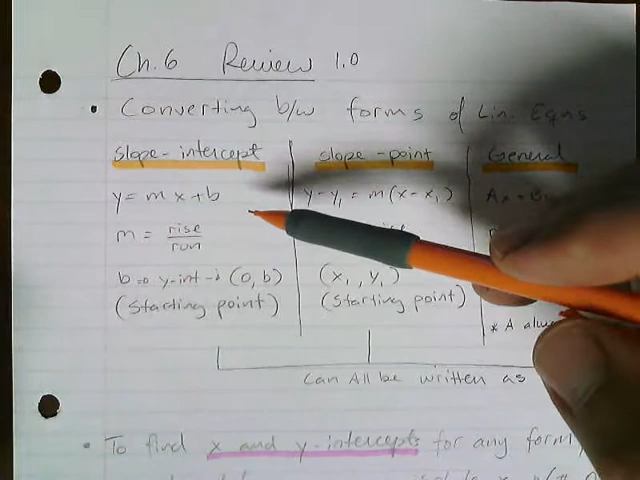 Ch.6 Review 1.0
• Converting b/w forms of Lin. Eqns
slope-intercept
y = mx+b
m = rise/run
b => y-int → (0, b)
(Starting point)
slope-point
y-y₁ = m(x-x₁)
(x₁, y₁)
(Starting point)
General
Ax +
* A
Can All be written as
• To find x and y-intercepts for any form,